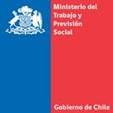 Ministerio del
Trabajo y
Previsión
Social
Gobierno de Chile